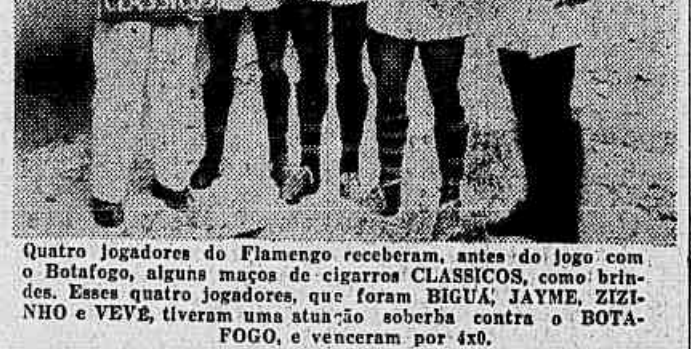 CLASSICOS
Quatro jogadores do Flamengo receberam, antes do jogo com
o Botafogo, alguns maços de cigarros CLASSICOS, como brin-
des. Esses quatro jogadores, que foram BIGUÁ, JAYME, ZIZI-
NHO e VEVÉ, tiveram uma atuação soberba contra o BOTA-
FOGO, e venceram por 4x0.